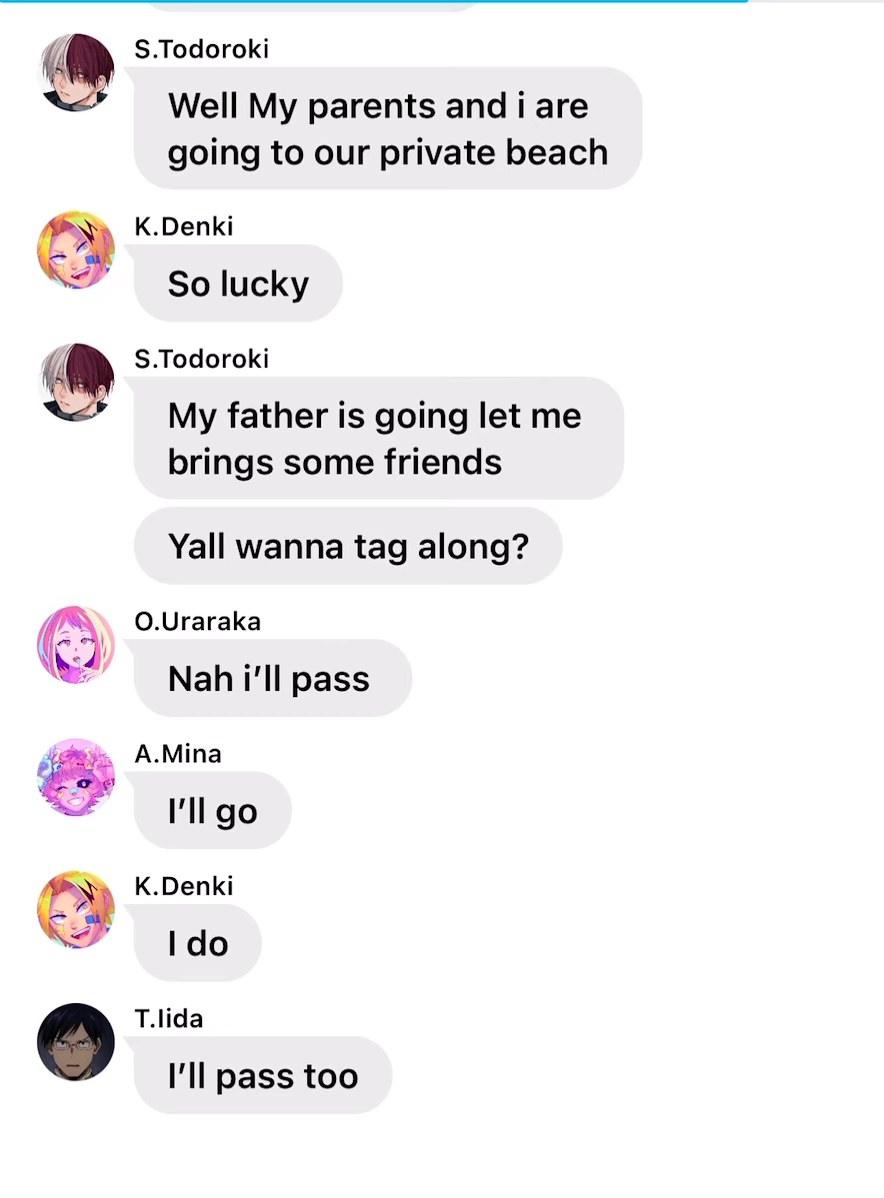 S.Todoroki
Well My parents and i are
going to our private beach
K.Denki
So lucky
S.Todoroki
My father is going let me
brings some friends
Yall wanna tag along?
O.Uraraka
Nah i’ll pass
A.Mina
I’ll go
K.Denki
I do
T.Iida
I’ll pass too